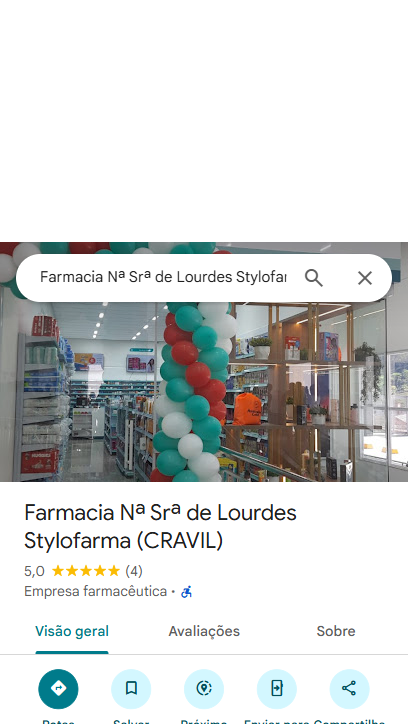 Farmacia Nª Srª de Lourdes Stylofar
Farmacia Nª Srª de Lourdes
Stylofarma (CRAVIL)
5,0 (4)
Empresa farmacêutica •
Visão geral Avaliações Sobre
Rotas Salvar Próximo Enviar para Compartilhe